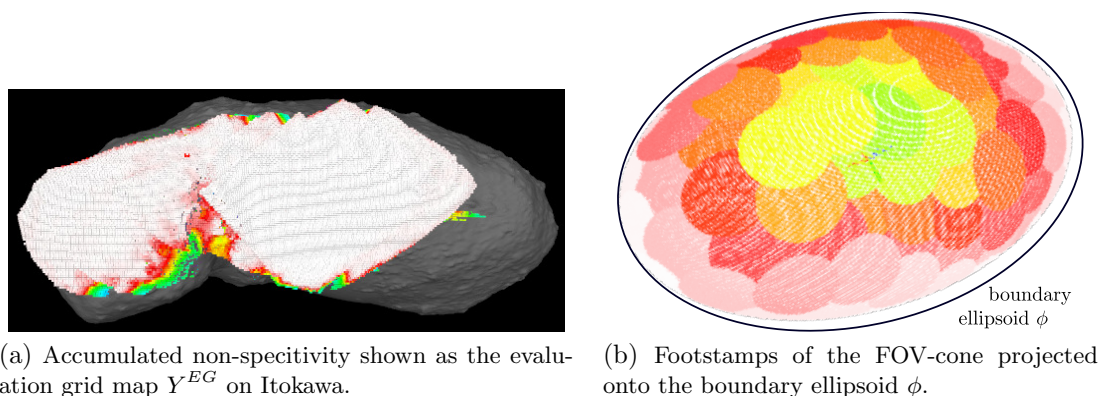 boundary
ellipsoid ϕ
(a) Accumulated non-specitivity shown as the evalu-
ation grid map Y^{EG} on Itokawa.
(b) Footstamps of the FOV-cone projected
onto the boundary ellipsoid ϕ.